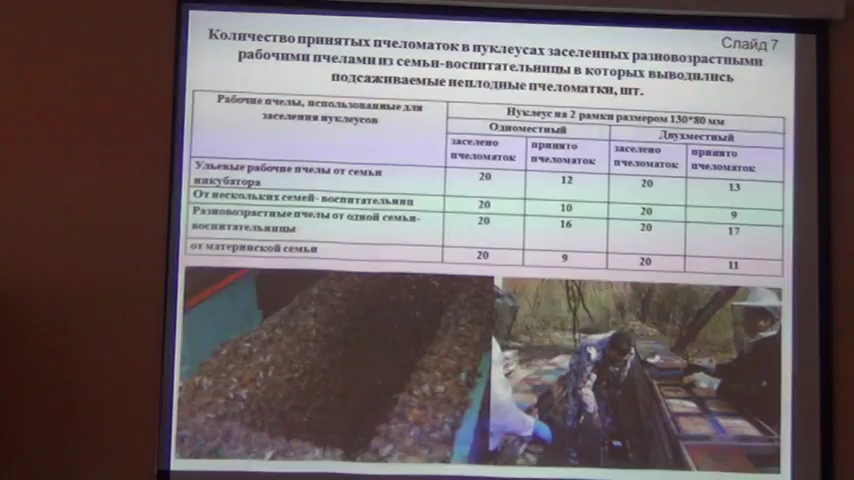 Слайд 7
Количество принятых пчеломаток в нуклеусах заселенных разновозрастными
рабочими пчелами из семьи-воспитательницы в которых выводились
подсаживаемые неплодные пчеломатки, шт.
Рабочие пчелы, использованные для
заселения нуклеусов
Нуклеус на 2 рамки размером 130*80 мм
Одноместный
Двухместный
заселено
пчеломаток
принято
пчеломаток
заселено
пчеломаток
принято
пчеломаток
Ульевые рабочие пчелы от семьи
инкубатора
20 12 20 13
От нескольких семей- воспитательниц
20 10 20 9
Разновозрастные пчелы от одной семьи-
воспитательницы
20 16 20 17
от материнской семьи
20 9 20 11